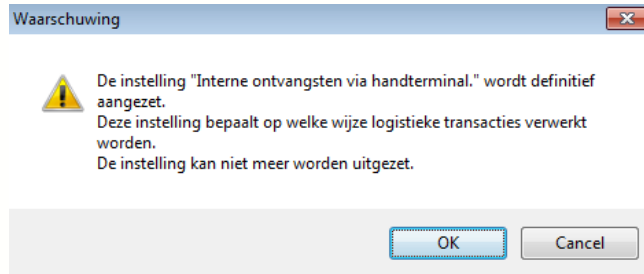 Waarschuwing
De instelling "Interne ontvangsten via handterminal." wordt definitief
aangezet.
Deze instelling bepaalt op welke wijze logistieke transacties verwerkt
worden.
De instelling kan niet meer worden uitgezet.
OK
Cancel